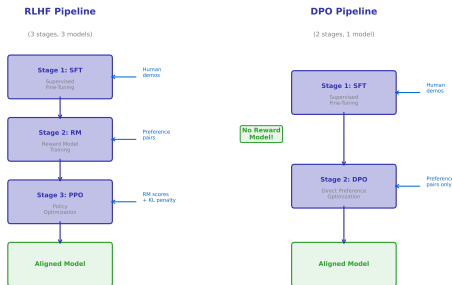 RLHF Pipeline
(3 stages, 3 models)
Stage 1: SFT
Supervised
Fine-Tuning
Human
demos
Stage 2: RM
Reward Model
Training
Preference
pairs
Stage 3: PPO
Policy
Optimization
RM scores
+ KL penalty
Aligned Model
No Reward
Model!
DPO Pipeline
(2 stages, 1 model)
Stage 1: SFT
Supervised
Fine-Tuning
Human
demos
Stage 2: DPO
Direct Preference
Optimization
Preference
pairs only
Aligned Model